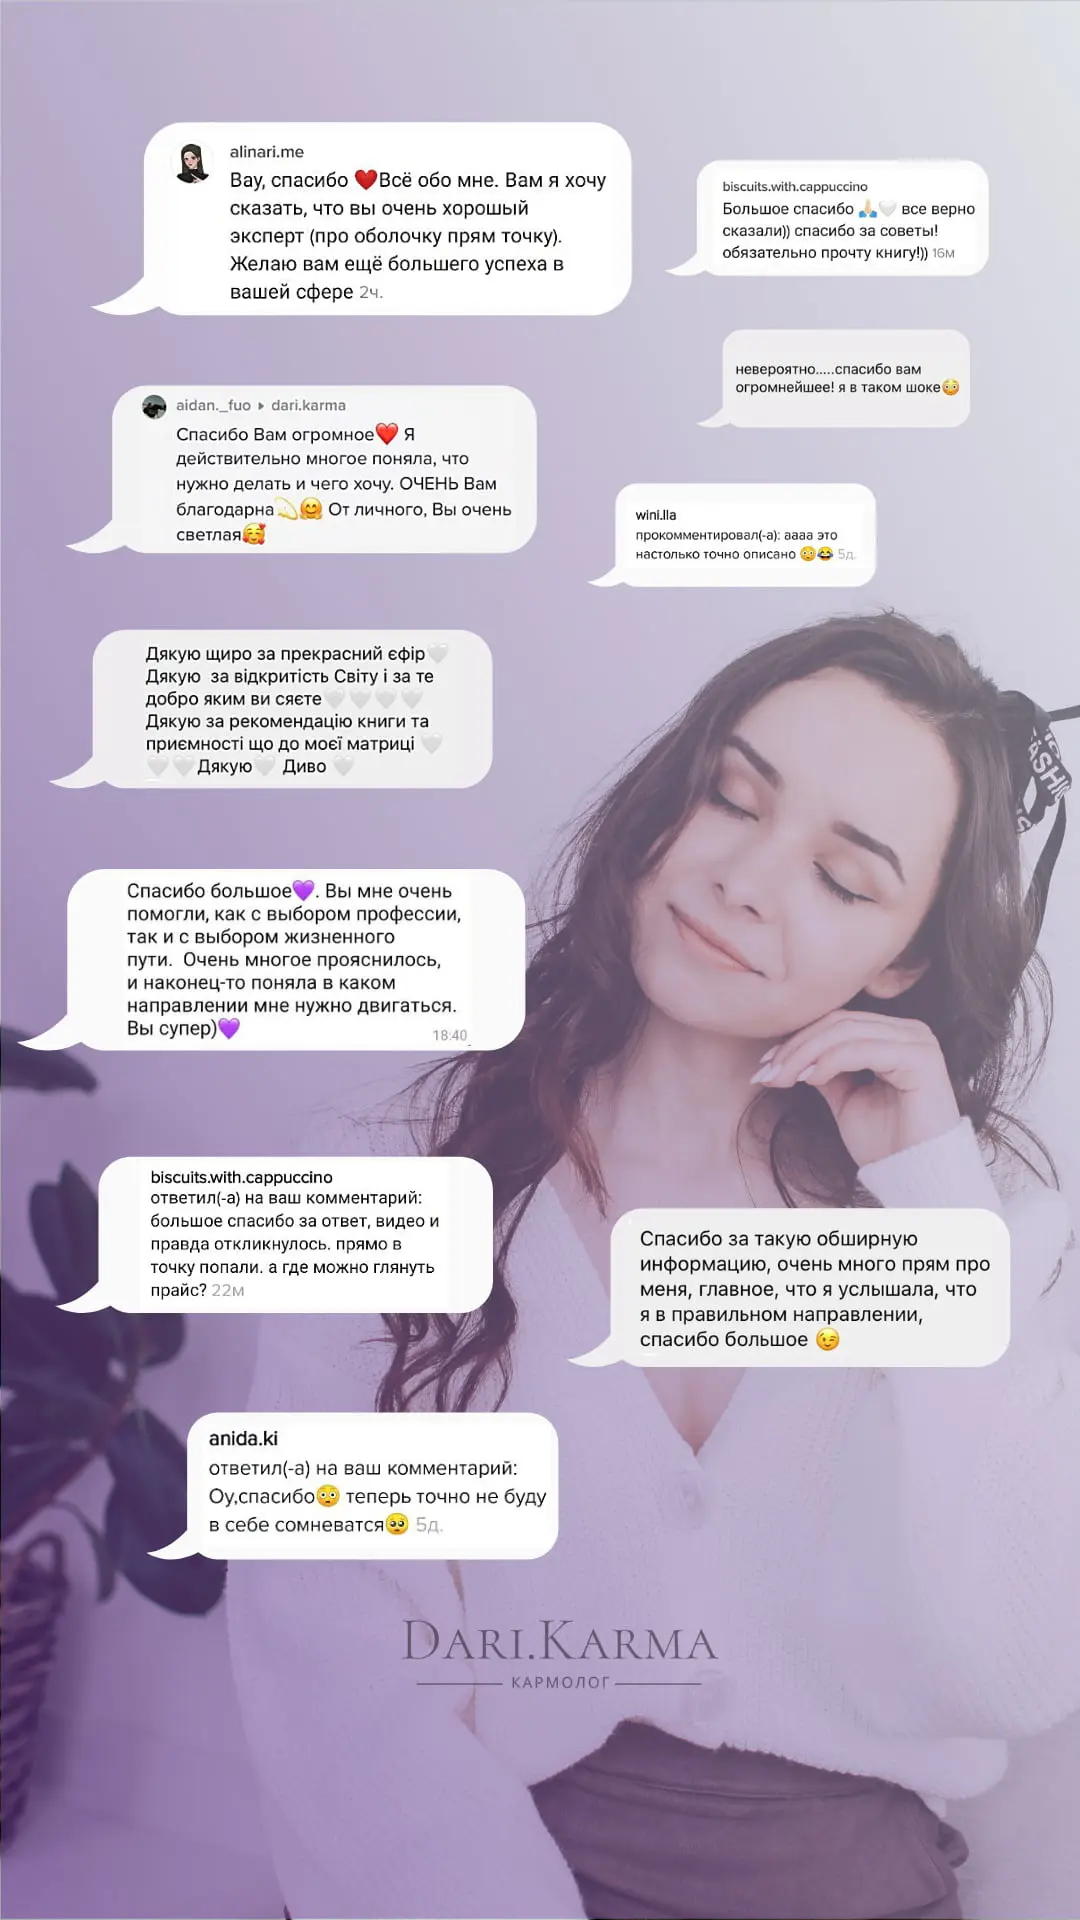 alinari.me
Вау, спасибо ❤️Всё обо мне. Вам я хочу
сказать, что вы очень хороший
эксперт (про оболочку прям точку).
Желаю вам ещё большего успеха в
вашей сфере 2ч.
biscuits.with.cappuccino
Большое спасибо 🙏🏼🤍 все верно
сказали)) спасибо за советы!
обязательно прочту книгу!)) 16м
невероятно.....спасибо вам
огромнейшее! я в таком шоке😳
aidan._fuo ▸ dari.karma
Спасибо Вам огромное❤️ Я
действительно многое поняла, что
нужно делать и чего хочу. ОЧЕНЬ Вам
благодарна💫🤗 От личного, Вы очень
светлая🥰
wini.lla
прокомментировал(-а): аааа это
настолько точно описано 😳😂 5д.
Дякую щиро за прекрасний єфір🤍
Дякую за відкритість Світу і за те
добро яким ви сяєте🤍🤍🤍🤍
Дякую за рекомендацію книги та
приємності що до моєї матриці 🤍
🤍🤍Дякую🤍 Диво 🤍
Спасибо большое💜. Вы мне очень
помогли, как с выбором профессии,
так и с выбором жизненного
пути. Очень многое прояснилось,
и наконец-то поняла в каком
направлении мне нужно двигаться.
Вы супер)💜 18:40
biscuits.with.cappuccino
ответил(-а) на ваш комментарий:
большое спасибо за ответ, видео и
правда откликнулось. прямо в
точку попали. а где можно глянуть
прайс? 22м
Спасибо за такую обширную
информацию, очень много прям про
меня, главное, что я услышала, что
я в правильном направлении,
спасибо большое 😉
anida.ki
ответил(-а) на ваш комментарий:
Оу,спасибо😳 теперь точно не буду
в себе сомневатся🥺 5д.
DARI.KARMA
КАРМОЛОГ